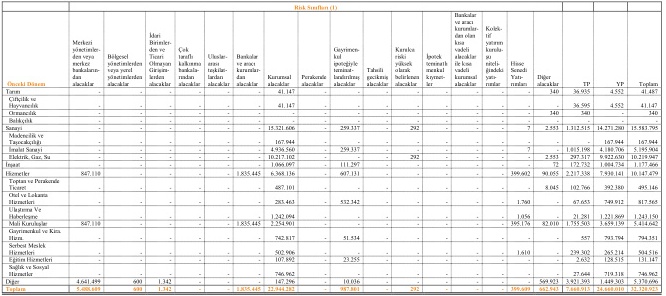 Risk Sınıfları (1)
Önceki Dönem
Merkezi yönetimlerden veya merkez bankalarından alacaklar
Bölgesel yönetimlerden veya yerel yönetimlerden alacaklar
İdari Birimlerden ve Ticari Olmayan Girişimlerden alacaklar
Çok taraflı kalkınma bankalarından alacaklar
Uluslararası teşkilatlardan alacaklar
Bankalar ve aracı kurumlardan alacaklar
Kurumsal alacaklar
Perakende alacaklar
Gayrimenkul ipoteğiyle teminatlandırılmış alacaklar
Tahsili gecikmiş alacaklar
Kurulca riski yüksek olarak belirlenen alacaklar
İpotek teminatlı menkul kıymetler
Bankalar ve aracı kurumlardan olan kısa vadeli alacaklar ile kısa vadeli kurumsal alacaklar
Kolektif yatırım kuruluşu niteliğindeki yatırımlar
Hisse Senedi Yatırımları
Diğer alacaklar
TP
YP
Toplam
Tarım - - - - - - 41.147 - - - - - - - - 340 36.935 4.552 41.487
Çiftçilik ve
Hayvancılık - - - - - - 41.147 - - - - - - - - - 36.595 4.552 41.147
Ormancılık - - - - - - - - - - - - - - - 340 340 - 340
Balıkçılık - - - - - - - - - - - - - - - - - - -
Sanayi - - - - - - 15.321.606 - 259.337 - 292 - - - 7 2.553 1.312.515 14.271.280 15.583.795
Madencilik ve
Taşocakçılığı - - - - - - 167.944 - - - - - - - - - - 167.944 167.944
İmalat Sanayi - - - - - - 4.936.560 - 259.337 - - - - - 7 - 1.015.198 4.180.706 5.195.904
Elektrik, Gaz, Su - - - - - - 10.217.102 - - - 292 - - - - 2.553 297.317 9.922.630 10.219.947
İnşaat - - - - - - 1.066.097 - 111.297 - - - - - - 72 172.732 1.004.734 1.177.466
Hizmetler 847.110 - - - - 1.835.445 6.368.136 - 607.131 - - - - - 399.602 90.055 2.217.338 7.930.141 10.147.479
Toptan ve Perakende
Ticaret - - - - - - 487.101 - - - - - - - - 8.045 102.766 392.380 495.146
Otel ve Lokanta
Hizmetleri - - - - - - 283.463 - 532.342 - - - - - 1.760 - 67.653 749.912 817.565
Ulaştırma Ve
Haberleşme - - - - - - 1.242.094 - - - - - - - 1.056 - 21.281 1.221.869 1.243.150
Mali Kuruluşlar 847.110 - - - - 1.835.445 2.254.901 - - - - - - - 395.176 82.010 1.755.503 3.659.139 5.414.642
Gayrimenkul ve Kira.
Hizm. - - - - - - 742.817 - 51.534 - - - - - - - 557 793.794 794.351
Serbest Meslek
Hizmetleri - - - - - - 502.906 - - - - - - - 1.610 - 239.302 265.214 504.516
Eğitim Hizmetleri - - - - - - 107.892 - 23.255 - - - - - - - 2.632 128.515 131.147
Sağlık ve Sosyal
Hizmetler - - - - - - 746.962 - - - - - - - - - 27.644 719.318 746.962
Diğer 4.641.499 600 1.342 - - - 147.296 - 10.036 - - - - - - 569.923 3.921.393 1.449.303 5.370.696
Toplam 5.488.609 600 1.342 - - 1.835.445 22.944.282 - 987.801 - 292 - - - 399.609 662.943 7.660.913 24.660.010 32.320.923